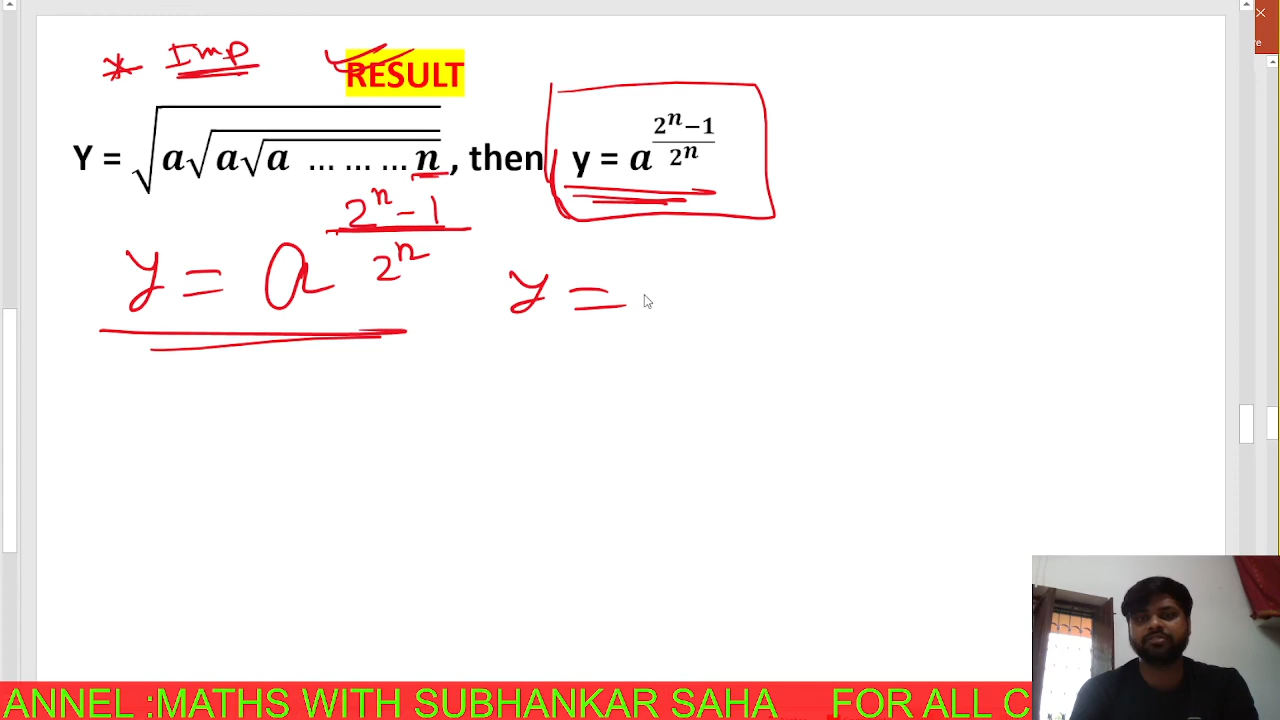 * Imp RESULT
Y = √a√a√a ... ... ... n , then y = a^(2^n−1)/(2^n)
y = a^(2^n - 1)/(2^n) y =
ANNEL :MATHS WITH SUBHANKAR SAHA FOR ALL C